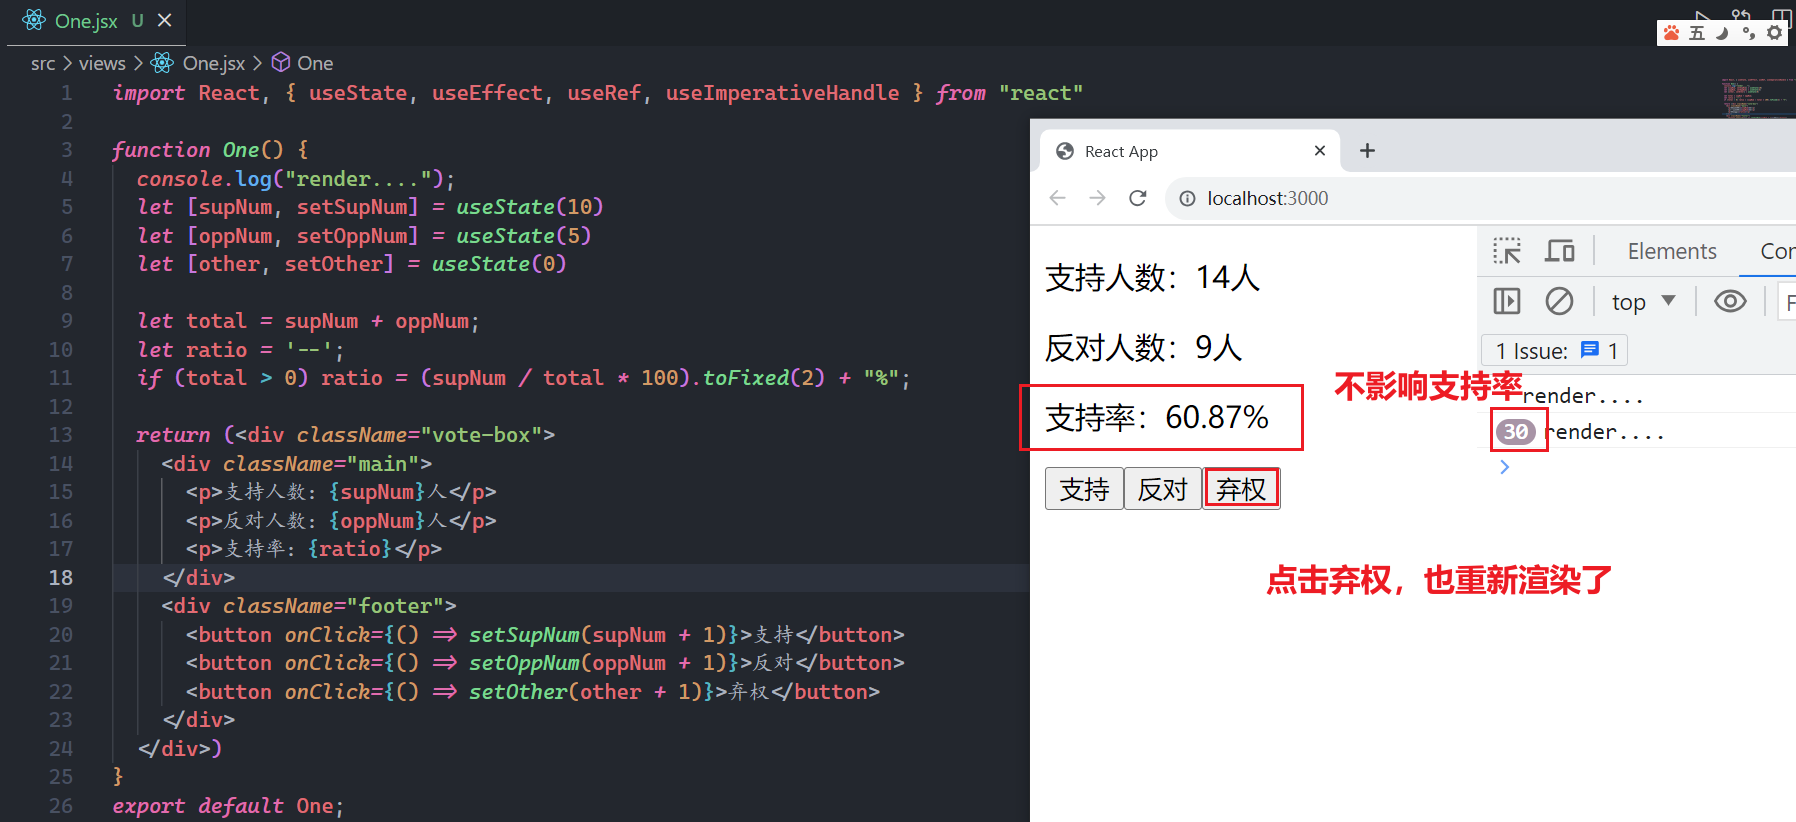 One.jsx U
src > views > One.jsx > One
1 import React, { useState, useEffect, useRef, useImperativeHandle } from "react"
2
3 function One() {
4 console.log("render....");
5 let [supNum, setSupNum] = useState(10)
6 let [oppNum, setOppNum] = useState(5)
7 let [other, setOther] = useState(0)
8
9 let total = supNum + oppNum;
10 let ratio = '--';
11 if (total > 0) ratio = (supNum / total * 100).toFixed(2) + "%";
12
13 return (<div className="vote-box">
14 <div className="main">
15 <p>支持人数：{supNum}人</p>
16 <p>反对人数：{oppNum}人</p>
17 <p>支持率：{ratio}</p>
18 </div>
19 <div className="footer">
20 <button onClick={() => setSupNum(supNum + 1)}>支持</button>
21 <button onClick={() => setOppNum(oppNum + 1)}>反对</button>
22 <button onClick={() => setOther(other + 1)}>弃权</button>
23 </div>
24 </div>)
25 }
26 export default One;
五
React App
localhost:3000
支持人数：14人
反对人数：9人
支持率：60.87%
支持 反对 弃权
不影响支持率
点击弃权，也重新渲染了
Elements Con
top F
1 Issue: 1
render....
30 render....